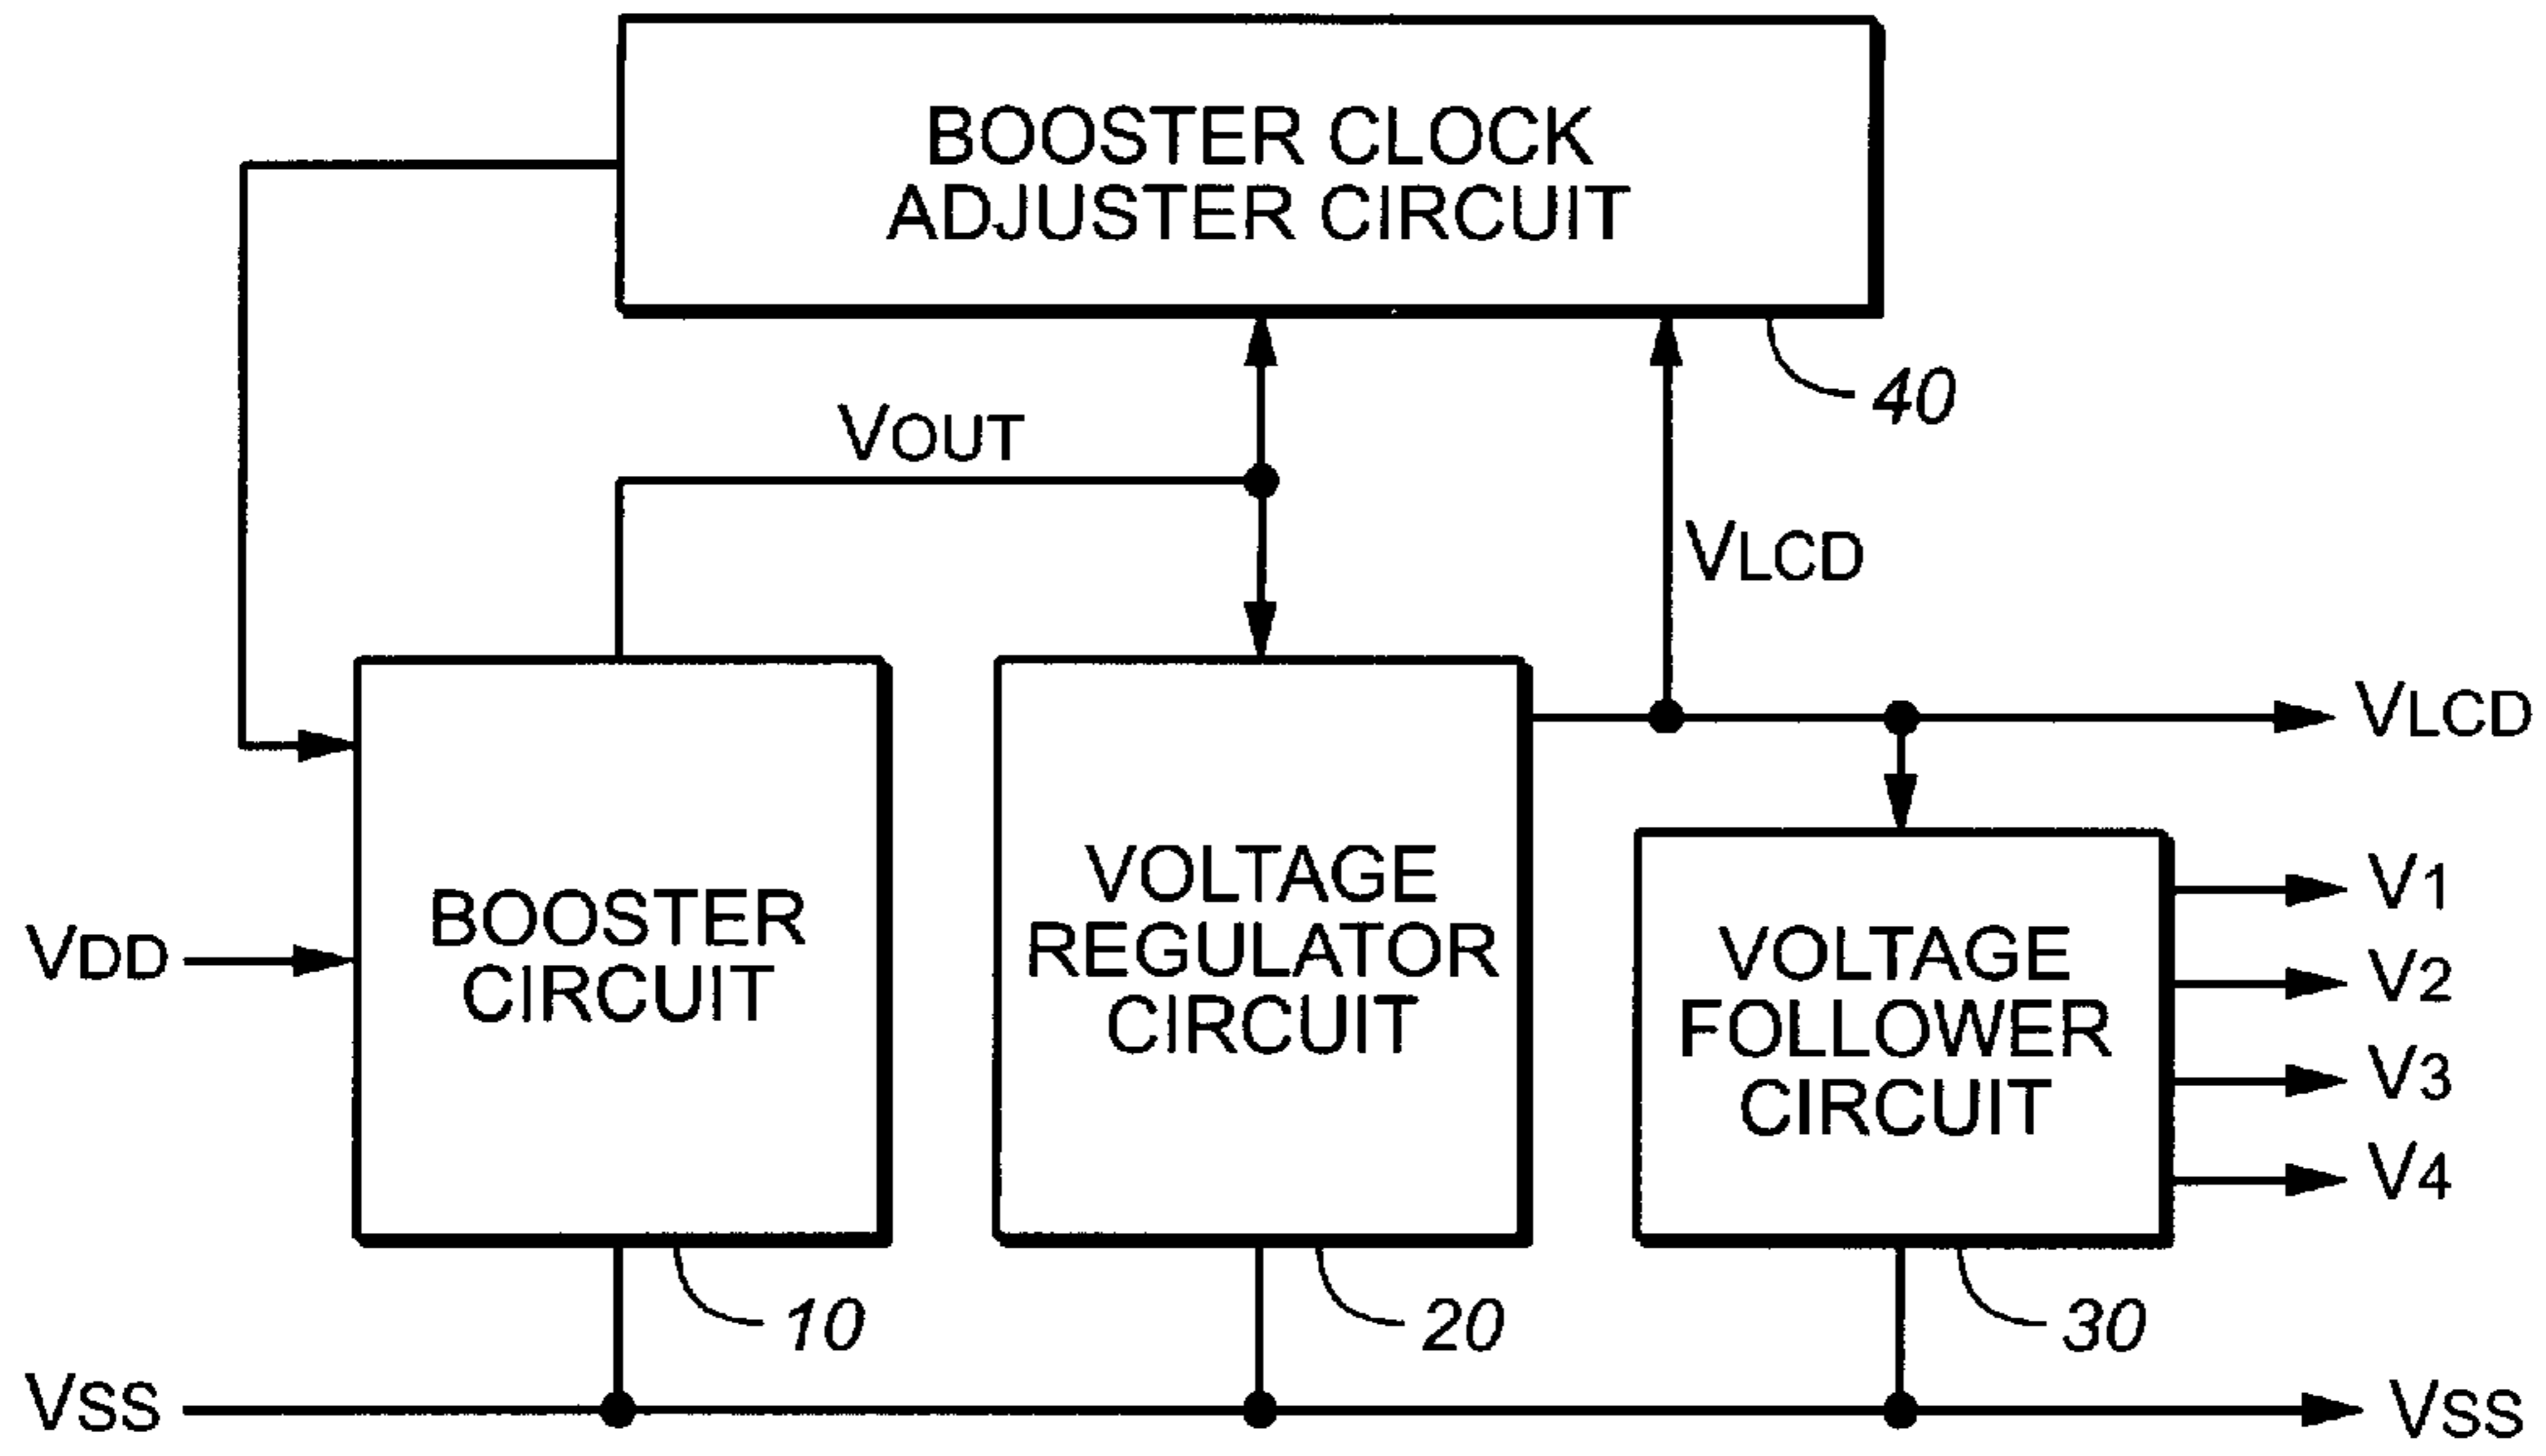 BOOSTER CLOCK
ADJUSTER CIRCUIT
40
VOUT
VLCD
VLCD
BOOSTER
CIRCUIT
VOLTAGE
REGULATOR
CIRCUIT
VOLTAGE
FOLLOWER
CIRCUIT
V1
V2
V3
V4
VDD
10
20
30
VSS
VSS